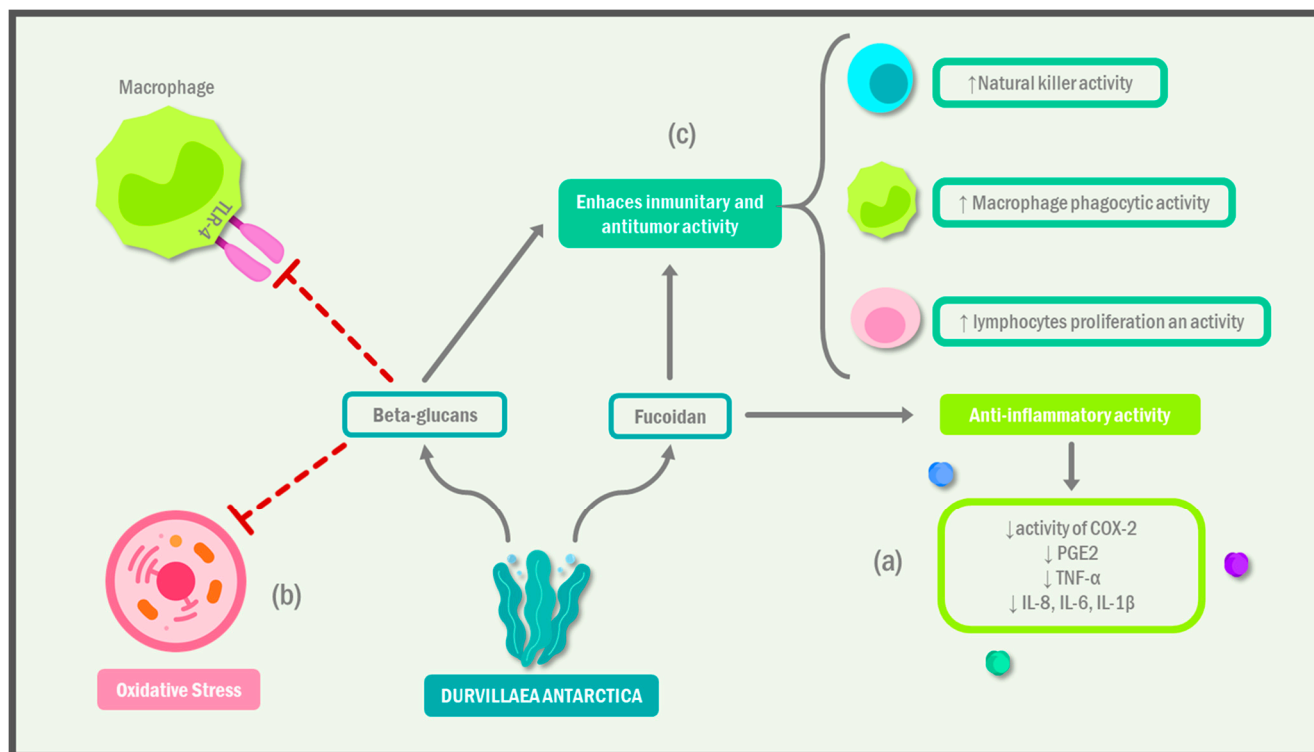 Macrophage
TLR-4
(c)
Enhaces inmunitary and
antitumor activity
↑Natural killer activity
↑ Macrophage phagocytic activity
↑ lymphocytes proliferation an activity
Beta-glucans
Fucoidan
Anti-inflammatory activity
(a)
↓activity of COX-2
↓ PGE2
↓ TNF-α
↓ IL-8, IL-6, IL-1β
(b)
Oxidative Stress
DURVILLAEA ANTARCTICA